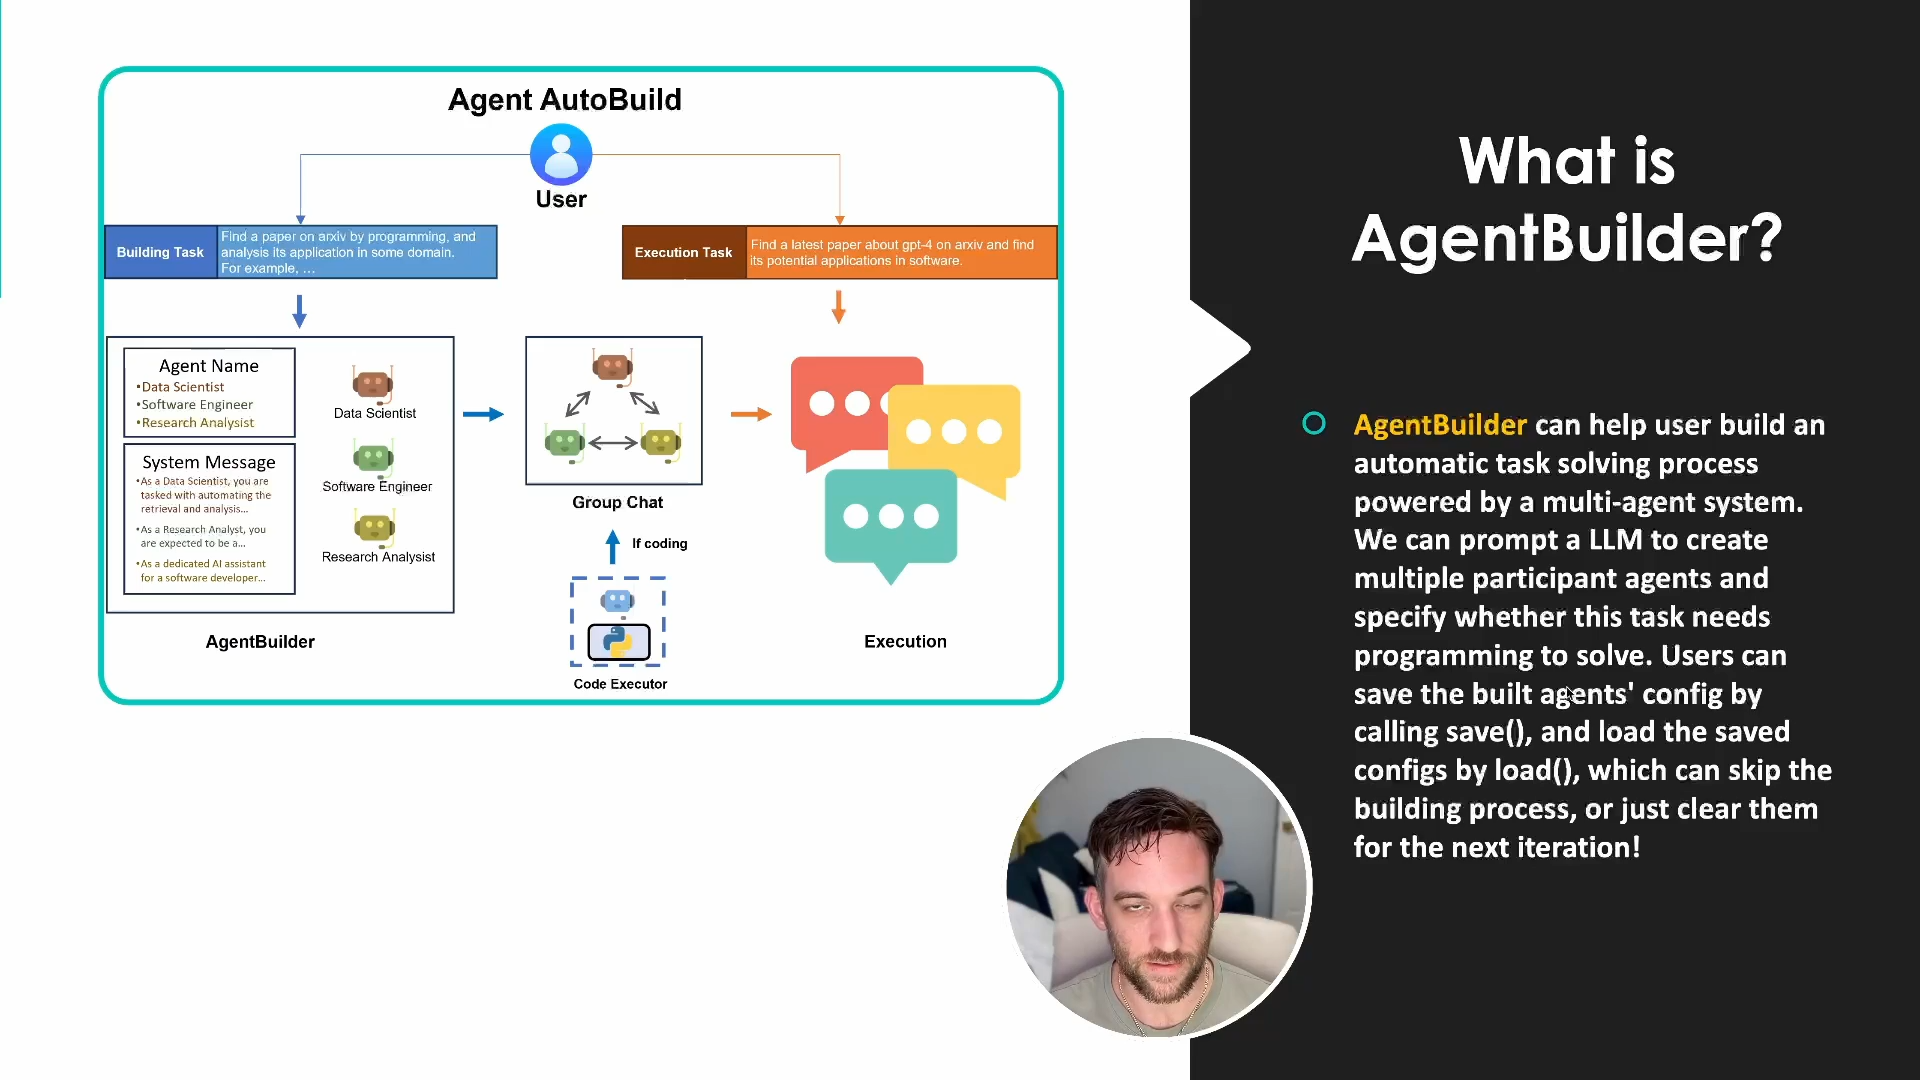 Agent AutoBuild
User
Building Task
Find a paper on arxiv by programming, and
analysis its application in some domain.
For example, ...
Execution Task
Find a latest paper about gpt-4 on arxiv and find
its potential applications in software.
Agent Name
•Data Scientist
•Software Engineer
•Research Analyst
System Message
•As a Data Scientist, you are
tasked with automating the
retrieval and analysis...
•As a Research Analyst, you
are expected to be a...
•As a dedicated AI assistant
for a software developer...
Data Scientist
Software Engineer
Research Analysist
AgentBuilder
Group Chat
If coding
Code Executor
Execution
What is
AgentBuilder?
AgentBuilder can help user build an
automatic task solving process
powered by a multi-agent system.
We can prompt a LLM to create
multiple participant agents and
specify whether this task needs
programming to solve. Users can
save the built agents' config by
calling save(), and load the saved
configs by load(), which can skip the
building process, or just clear them
for the next iteration!